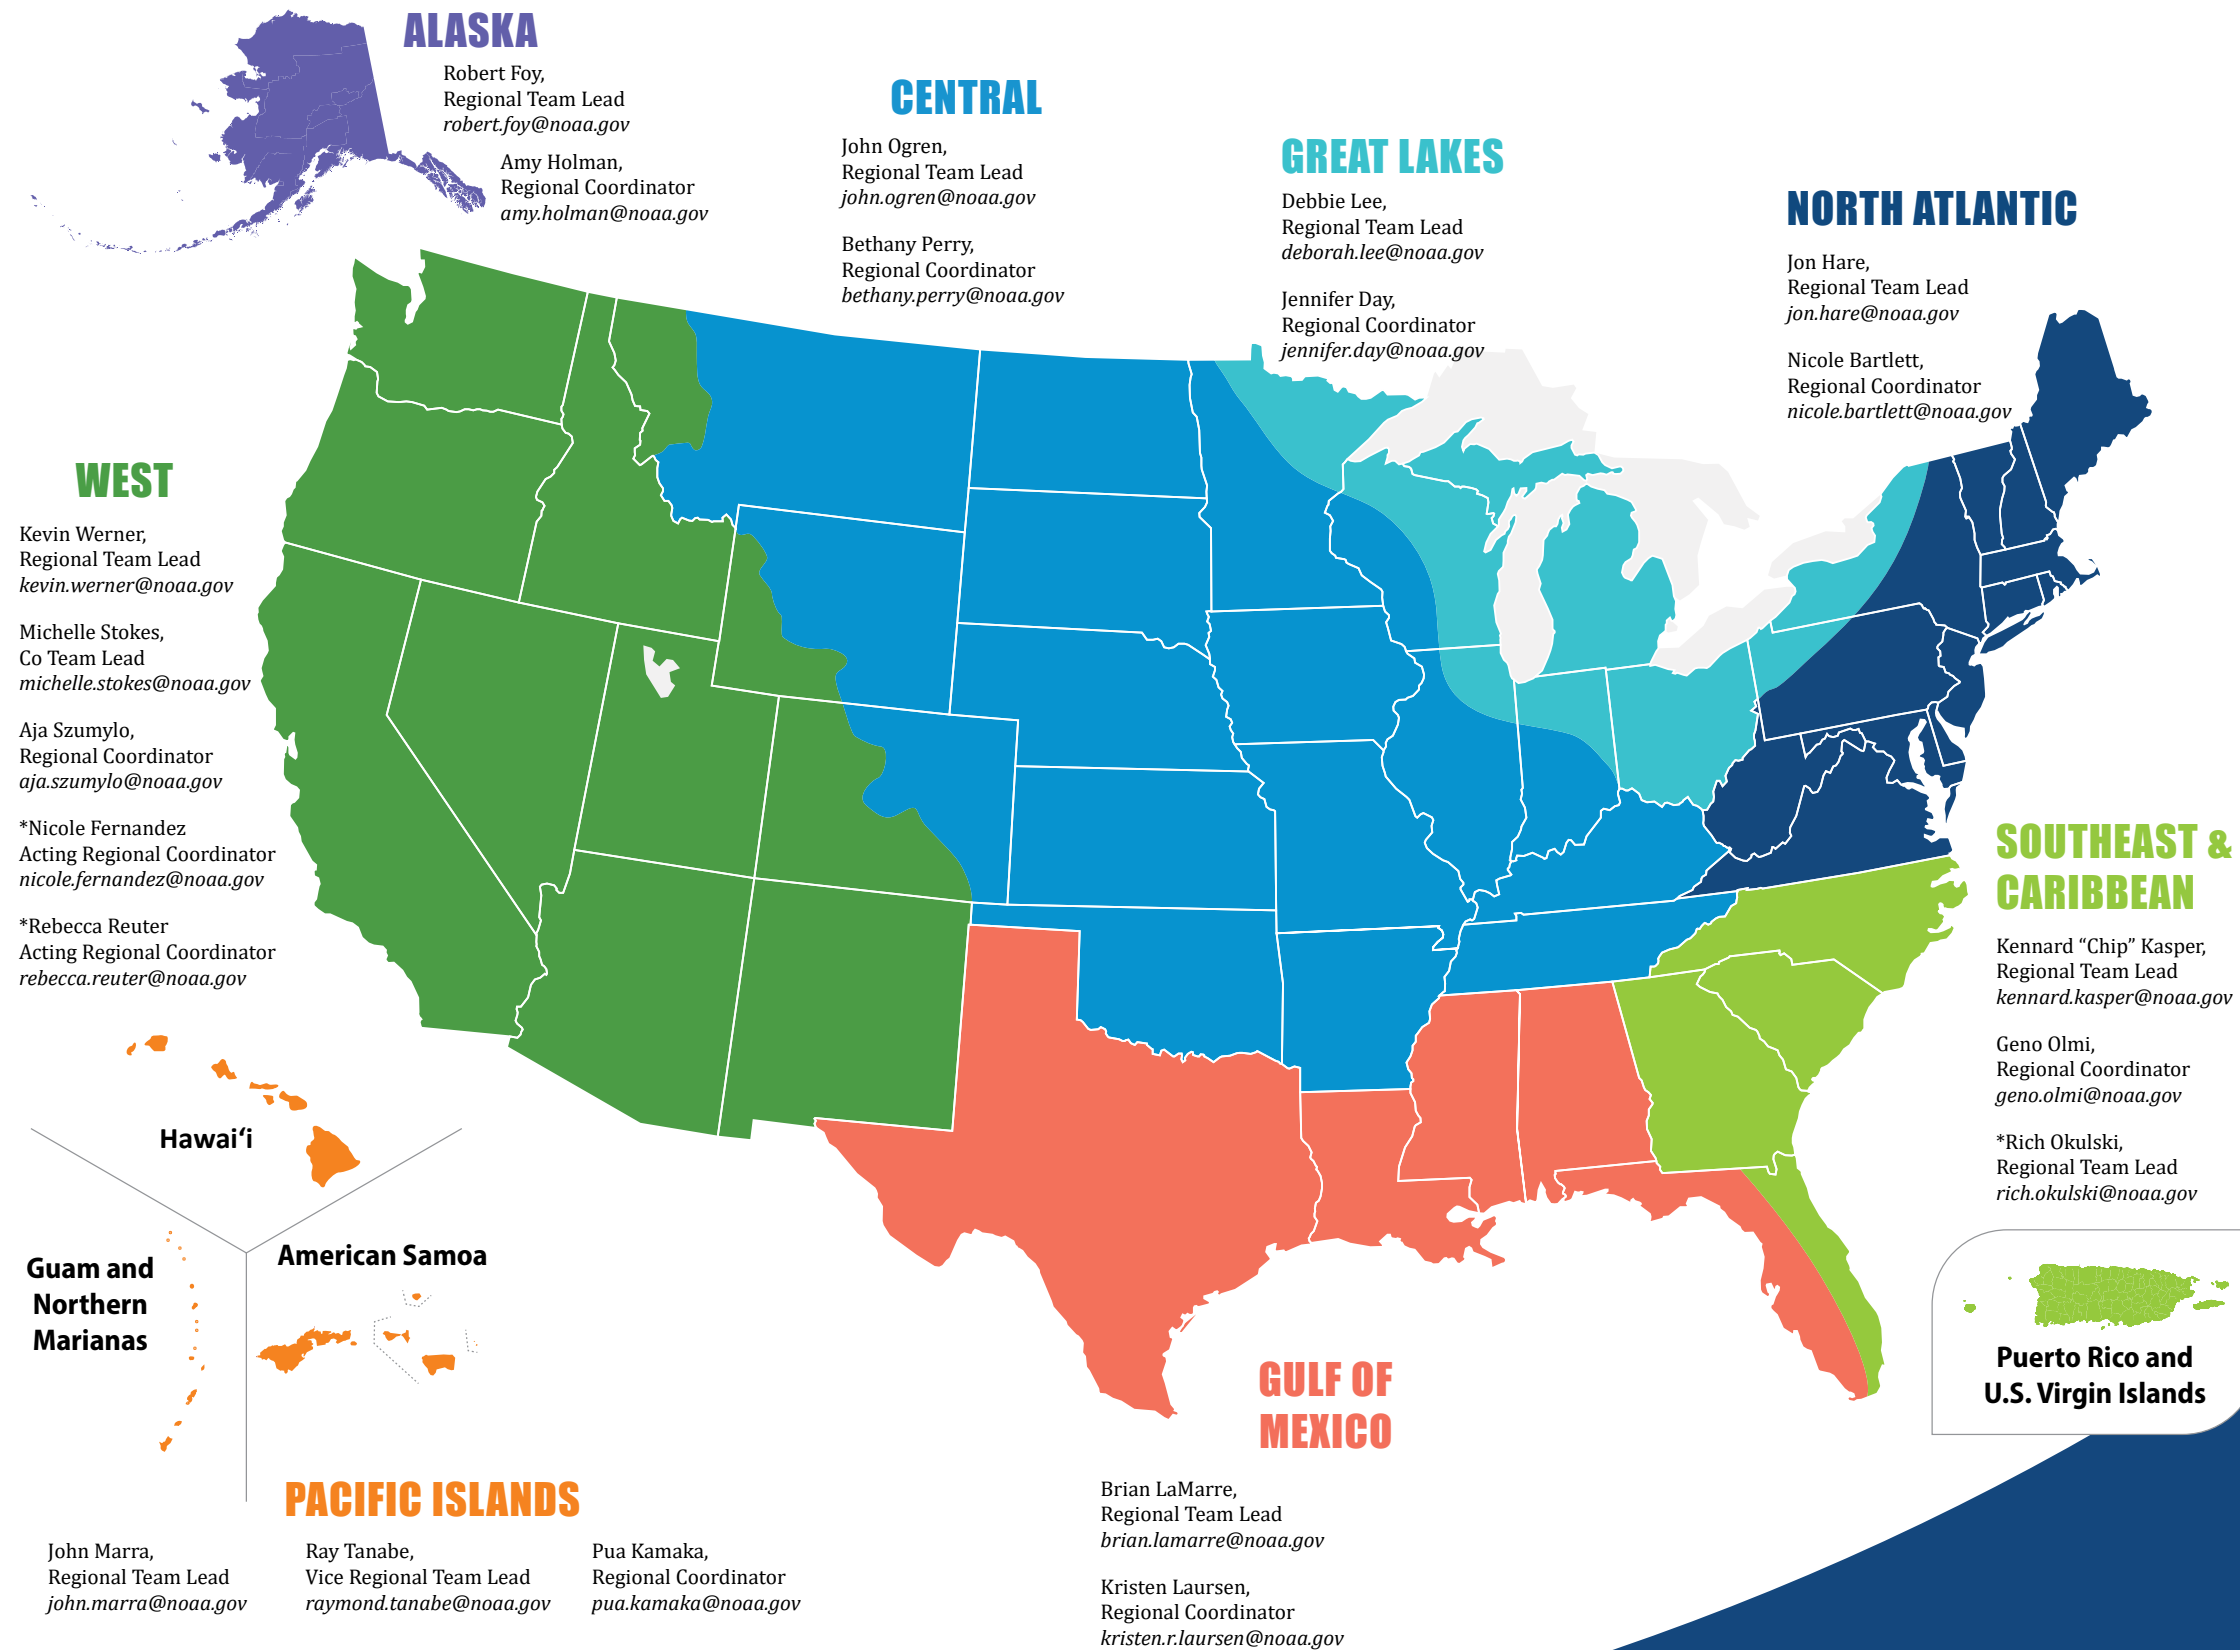 ALASKA
Robert Foy,
Regional Team Lead
robert.foy@noaa.gov
Amy Holman,
Regional Coordinator
amy.holman@noaa.gov
CENTRAL
John Ogren,
Regional Team Lead
john.ogren@noaa.gov
Bethany Perry,
Regional Coordinator
bethany.perry@noaa.gov
GREAT LAKES
Debbie Lee,
Regional Team Lead
deborah.lee@noaa.gov
Jennifer Day,
Regional Coordinator
jennifer.day@noaa.gov
NORTH ATLANTIC
Jon Hare,
Regional Team Lead
jon.hare@noaa.gov
Nicole Bartlett,
Regional Coordinator
nicole.bartlett@noaa.gov
WEST
Kevin Werner,
Regional Team Lead
kevin.werner@noaa.gov
Michelle Stokes,
Co Team Lead
michelle.stokes@noaa.gov
Aja Szumylo,
Regional Coordinator
aja.szumylo@noaa.gov
*Nicole Fernandez
Acting Regional Coordinator
nicole.fernandez@noaa.gov
*Rebecca Reuter
Acting Regional Coordinator
rebecca.reuter@noaa.gov
SOUTHEAST &
CARIBBEAN
Kennard “Chip” Kasper,
Regional Team Lead
kennard.kasper@noaa.gov
Geno Olmi,
Regional Coordinator
geno.olmi@noaa.gov
*Rich Okulski,
Regional Team Lead
rich.okulski@noaa.gov
Puerto Rico and
U.S. Virgin Islands
Hawai‘i
Guam and
Northern
Marianas
American Samoa
GULF OF
MEXICO
Brian LaMarre,
Regional Team Lead
brian.lamarre@noaa.gov
Kristen Laursen,
Regional Coordinator
kristen.r.laursen@noaa.gov
PACIFIC ISLANDS
John Marra,
Regional Team Lead
john.marra@noaa.gov
Ray Tanabe,
Vice Regional Team Lead
raymond.tanabe@noaa.gov
Pua Kamaka,
Regional Coordinator
pua.kamaka@noaa.gov